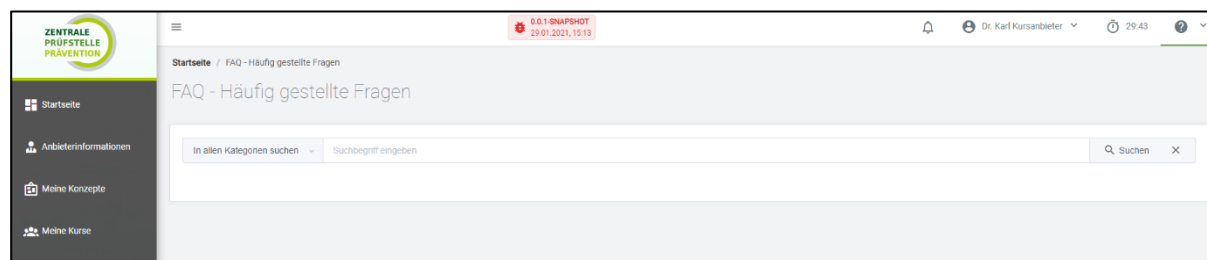 ZENTRALE
PRÜFSTELLE
PRÄVENTION
0.0.1-SNAPSHOT
29.01.2021, 15:13
Dr. Karl Kursanbieter
29:43
Startseite / FAQ - Häufig gestellte Fragen
FAQ - Häufig gestellte Fragen
Startseite
Anbieterinformationen
Meine Konzepte
Meine Kurse
In allen Kategorien suchen
Suchbegriff eingeben
Suchen